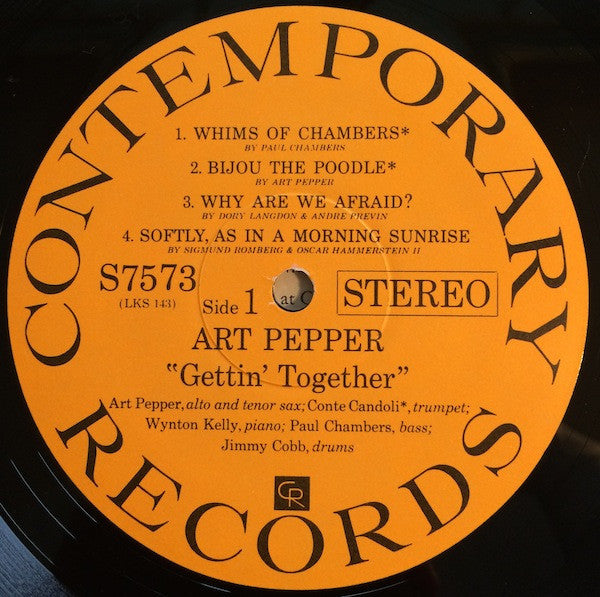 CONTEMPORARY
1. WHIMS OF CHAMBERS*
BY PAUL CHAMBERS
2. BIJOU THE POODLE*
BY ART PEPPER
3. WHY ARE WE AFRAID?
BY DORY LANGDON & ANDRE PREVIN
4. SOFTLY, AS IN A MORNING SUNRISE
BY SIGMUND ROMBERG & OSCAR HAMMERSTEIN II
S7573
(LKS 143)
Side 1
at
STEREO
ART PEPPER
"Gettin' Together"
Art Pepper, alto and tenor sax; Conte Candoli*, trumpet;
Wynton Kelly, piano; Paul Chambers, bass;
Jimmy Cobb, drums
CR
RECORDS